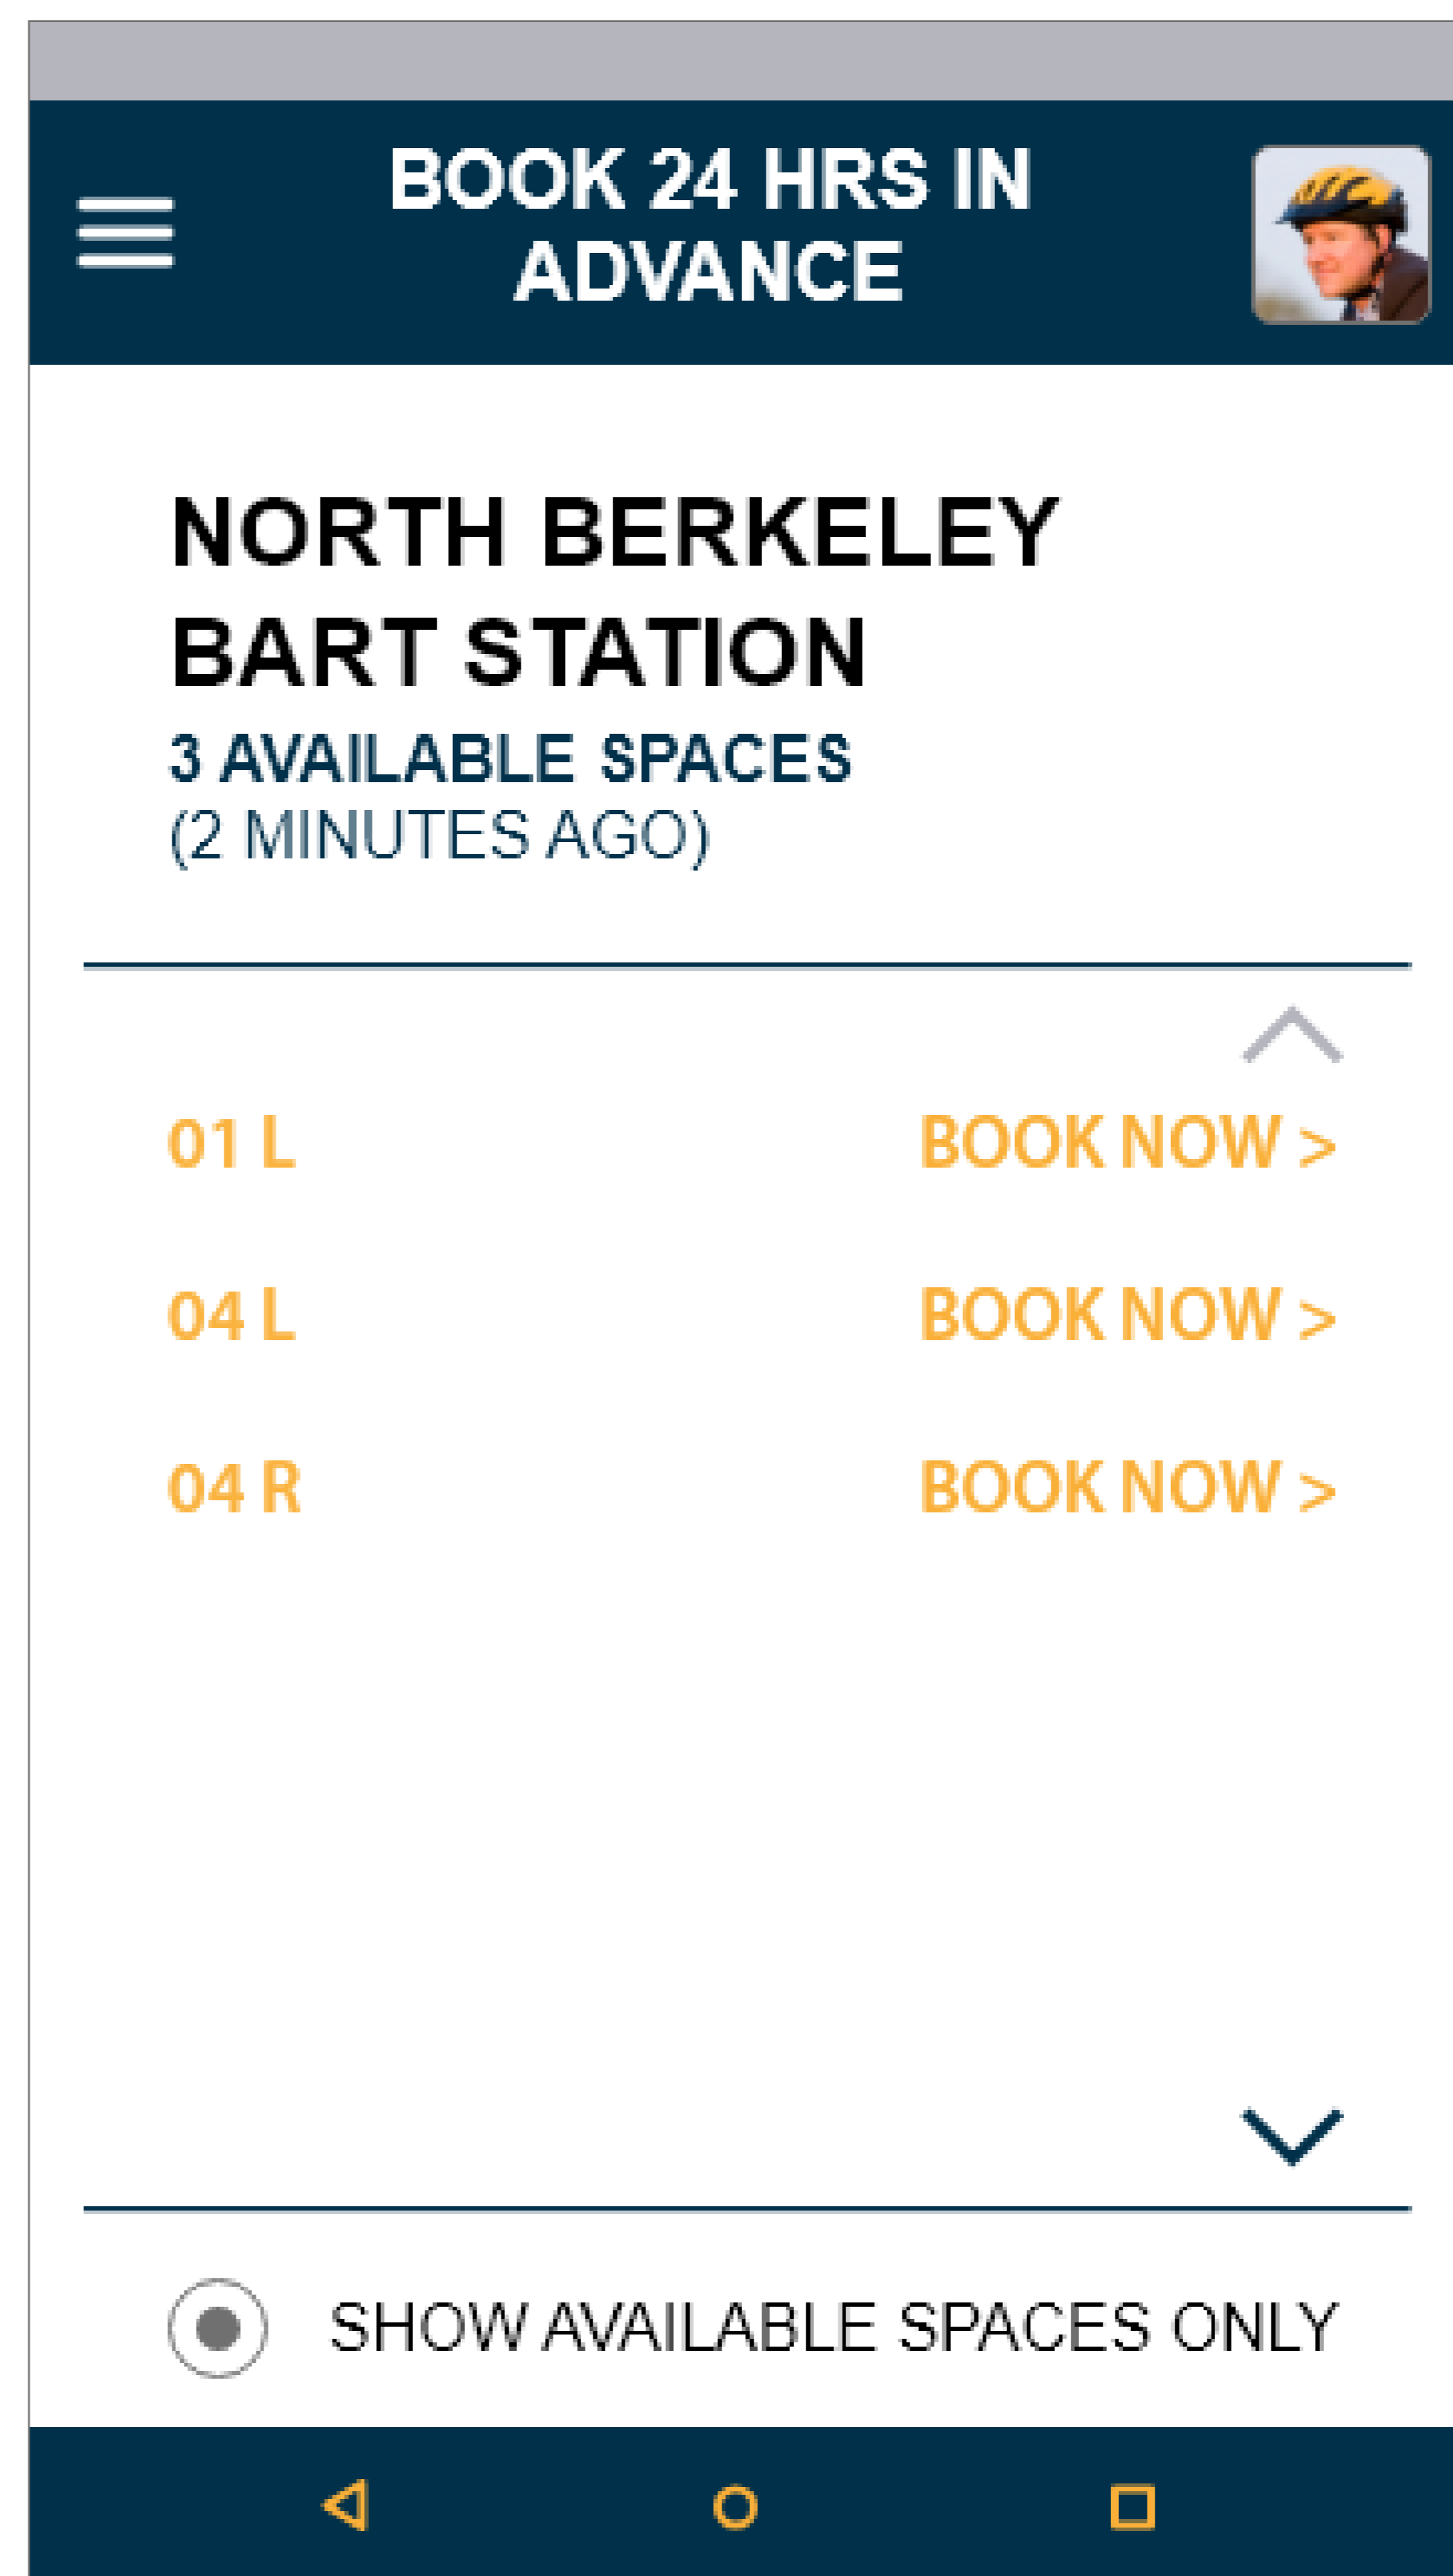 BOOK 24 HRS IN
ADVANCE
NORTH BERKELEY
BART STATION
3 AVAILABLE SPACES
(2 MINUTES AGO)
01 L BOOK NOW >
04 L BOOK NOW >
04 R BOOK NOW >
SHOW AVAILABLE SPACES ONLY